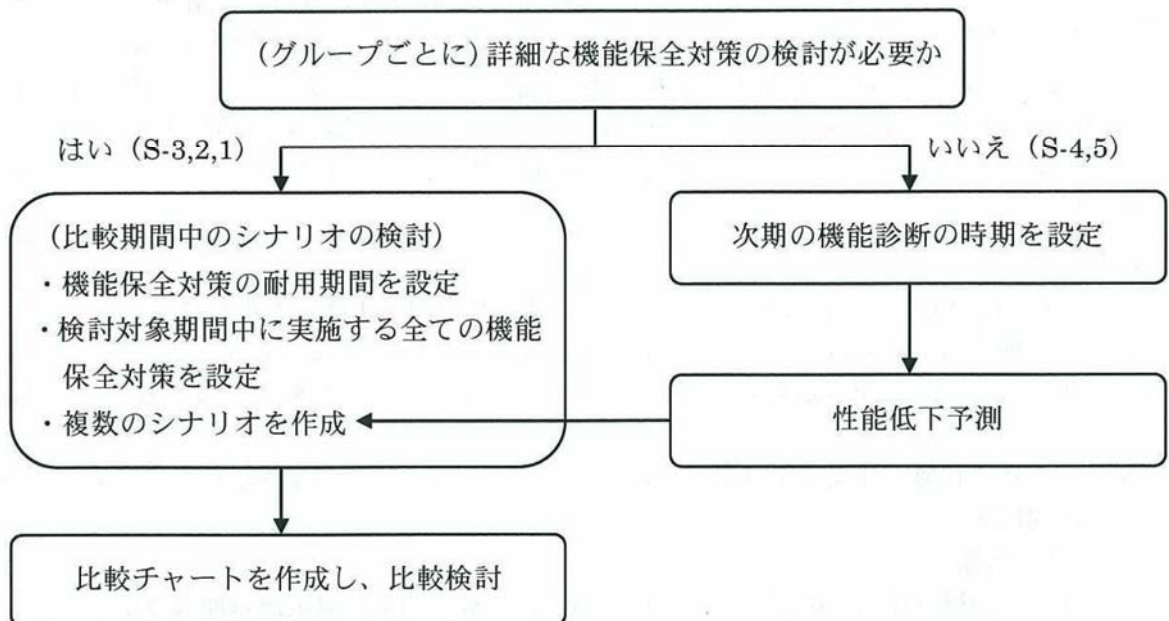 （グループごとに）詳細な機能保全対策の検討が必要か
はい（S-3,2,1）
いいえ（S-4,5）
（比較期間中のシナリオの検討）
・機能保全対策の耐用期間を設定
・検討対象期間中に実施する全ての機能
保全対策を設定
・複数のシナリオを作成
次期の機能診断の時期を設定
性能低下予測
比較チャートを作成し、比較検討